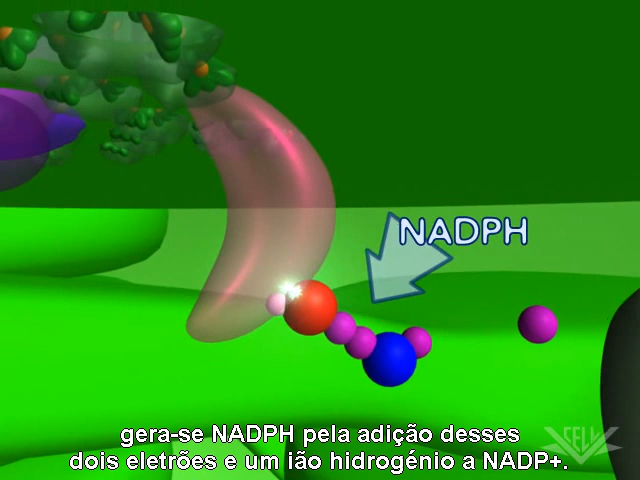 NADPH
gera-se NADPH pela adição desses
dois eletrões e um ião hidrogénio a NADP+.